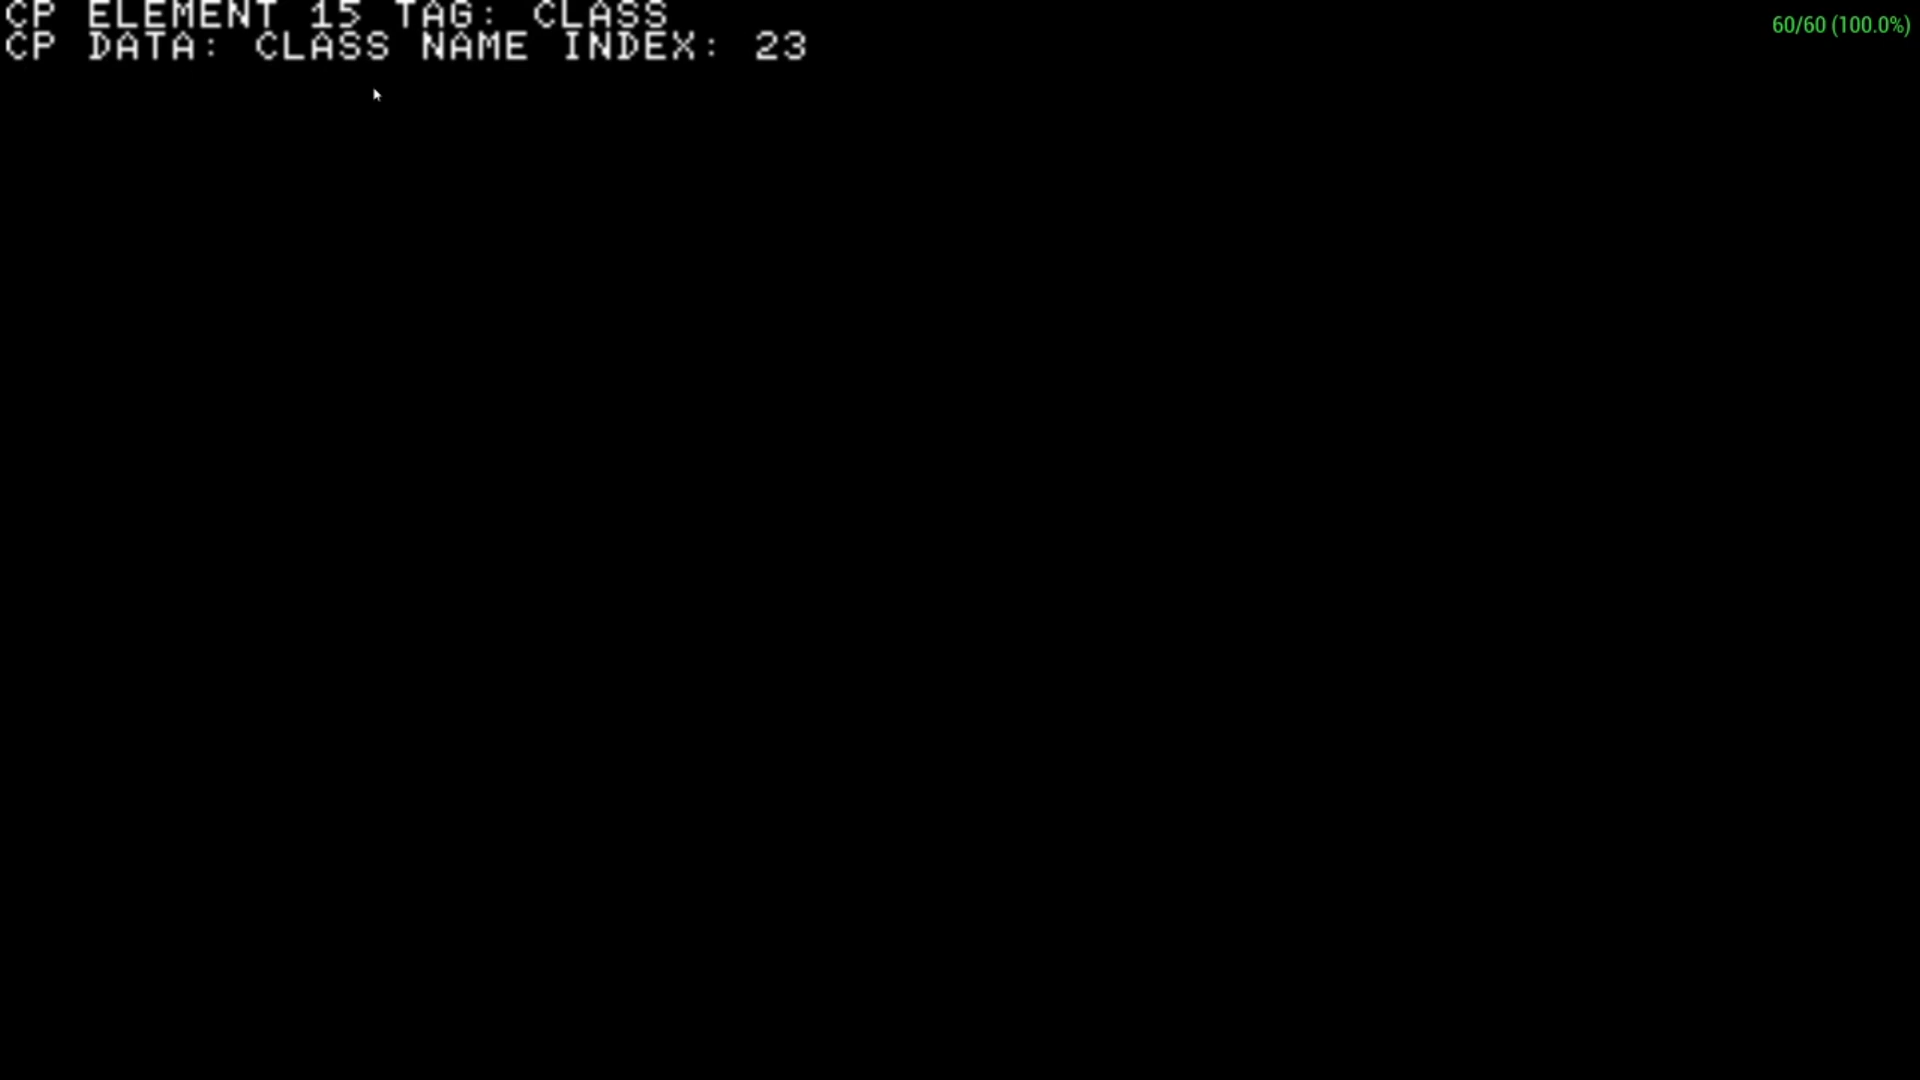 CP ELEMENT 15 TAG: CLASS
60/60 (100.0%)
CP DATA: CLASS NAME INDEX: 23